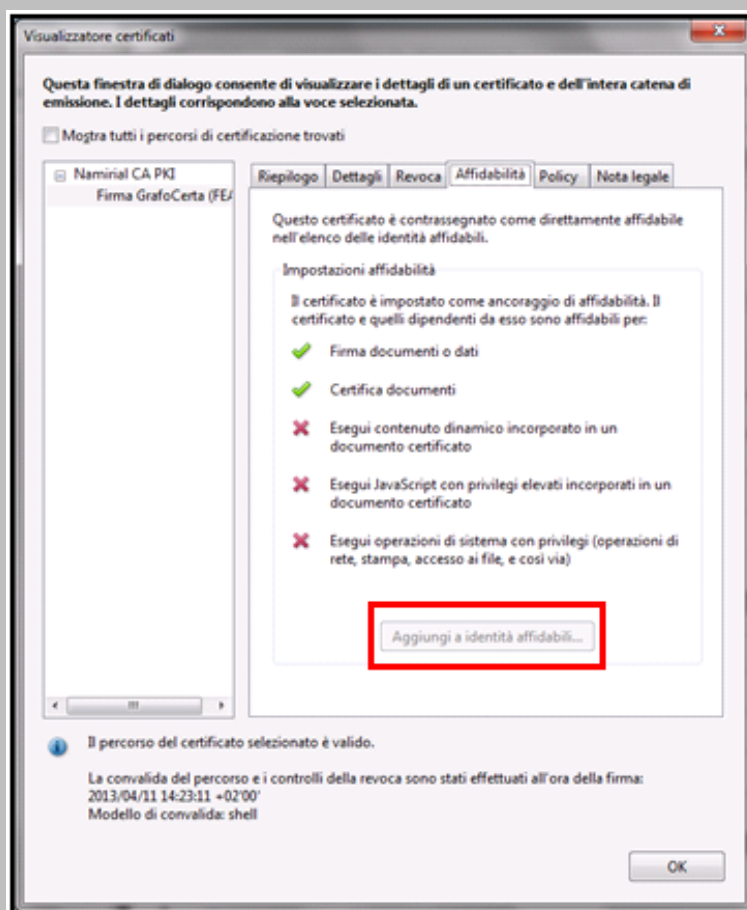 Visualizzatore certificati
Questa finestra di dialogo consente di visualizzare i dettagli di un certificato e dell'intera catena di
emissione. I dettagli corrispondono alla voce selezionata.
Mostra tutti i percorsi di certificazione trovati
Namirial CA PKI
Firma GrafoCerta (FEA
Riepilogo Dettagli Revoca Affidabilità Policy Nota legale
Questo certificato è contrassegnato come direttamente affidabile
nell'elenco delle identità affidabili.
Impostazioni affidabilità
Il certificato è impostato come ancoraggio di affidabilità. Il
certificato e quelli dipendenti da esso sono affidabili per:
Firma documenti o dati
Certifica documenti
Esegui contenuto dinamico incorporato in un
documento certificato
Esegui JavaScript con privilegi elevati incorporati in un
documento certificato
Esegui operazioni di sistema con privilegi (operazioni di
rete, stampa, accesso ai file, e così via)
Aggiungi a identità affidabili...
Il percorso del certificato selezionato è valido.
La convalida del percorso e i controlli della revoca sono stati effettuati all'ora della firma:
2013/04/11 14:23:11 +02'00'
Modello di convalida: shell
OK